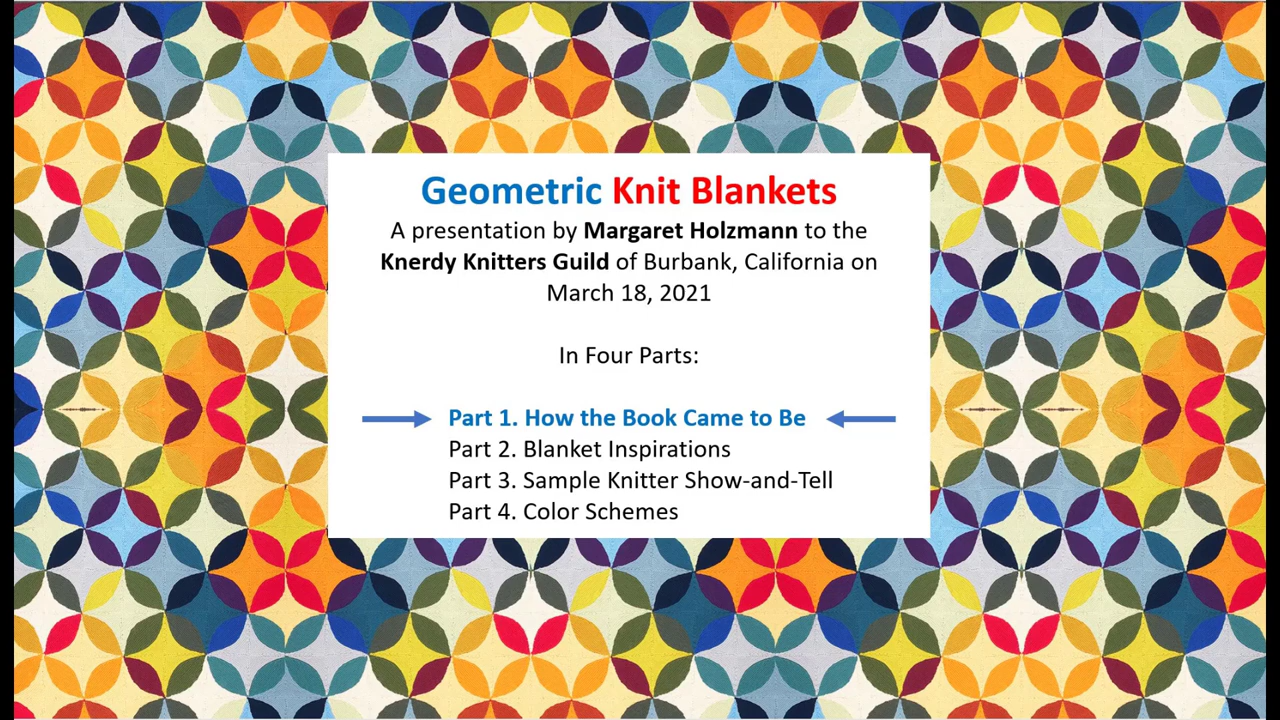 Geometric Knit Blankets
A presentation by Margaret Holzmann to the
Knerdy Knitters Guild of Burbank, California on
March 18, 2021
In Four Parts:
Part 1. How the Book Came to Be
Part 2. Blanket Inspirations
Part 3. Sample Knitter Show-and-Tell
Part 4. Color Schemes